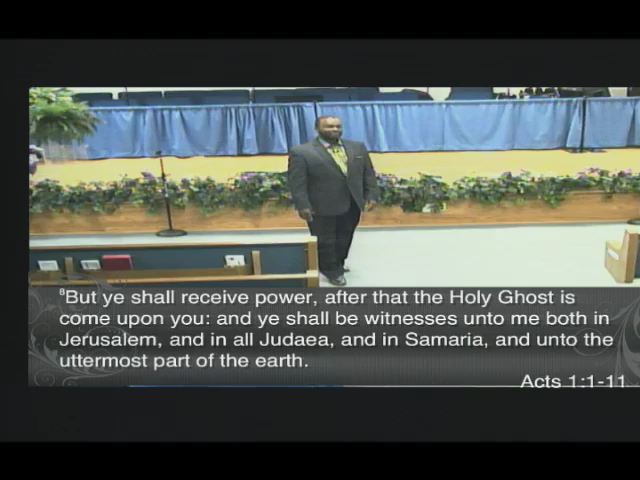 ⁸But ye shall receive power, after that the Holy Ghost is
come upon you: and ye shall be witnesses unto me both in
Jerusalem, and in all Judaea, and in Samaria, and unto the
uttermost part of the earth.
Acts 1:1-11